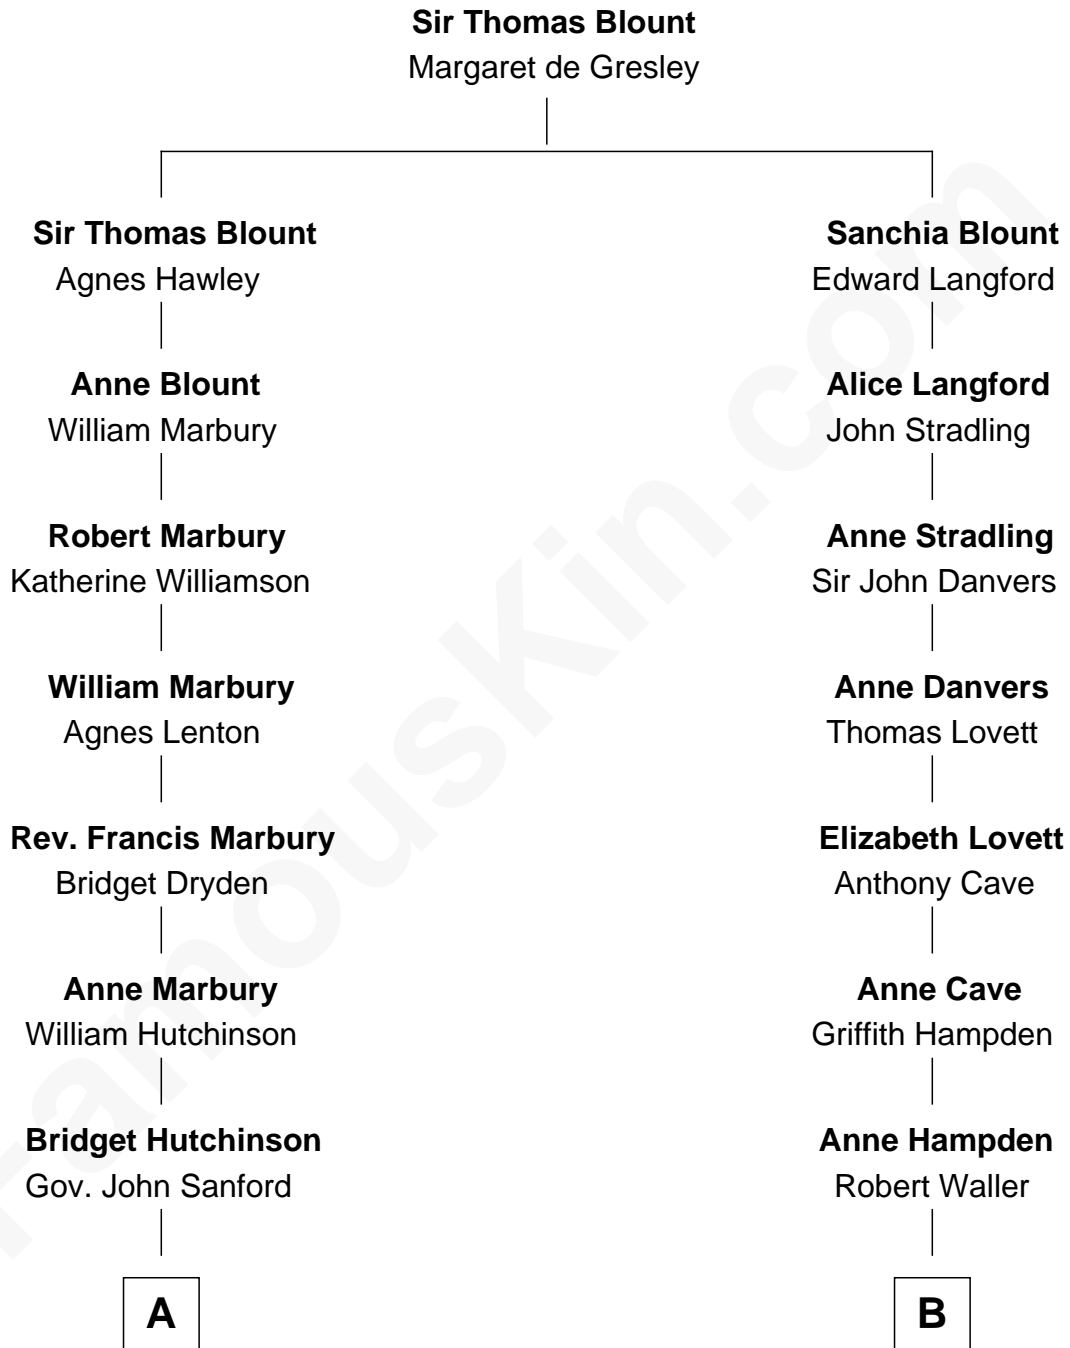 Sir Thomas Blount
Margaret de Gresley
Sir Thomas Blount
Agnes Hawley
Anne Blount
William Marbury
Robert Marbury
Katherine Williamson
William Marbury
Agnes Lenton
Rev. Francis Marbury
Bridget Dryden
Anne Marbury
William Hutchinson
Bridget Hutchinson
Gov. John Sanford
A
Sanchia Blount
Edward Langford
Alice Langford
John Stradling
Anne Stradling
Sir John Danvers
Anne Danvers
Thomas Lovett
Elizabeth Lovett
Anthony Cave
Anne Cave
Griffith Hampden
Anne Hampden
Robert Waller
B
FamousKin.com